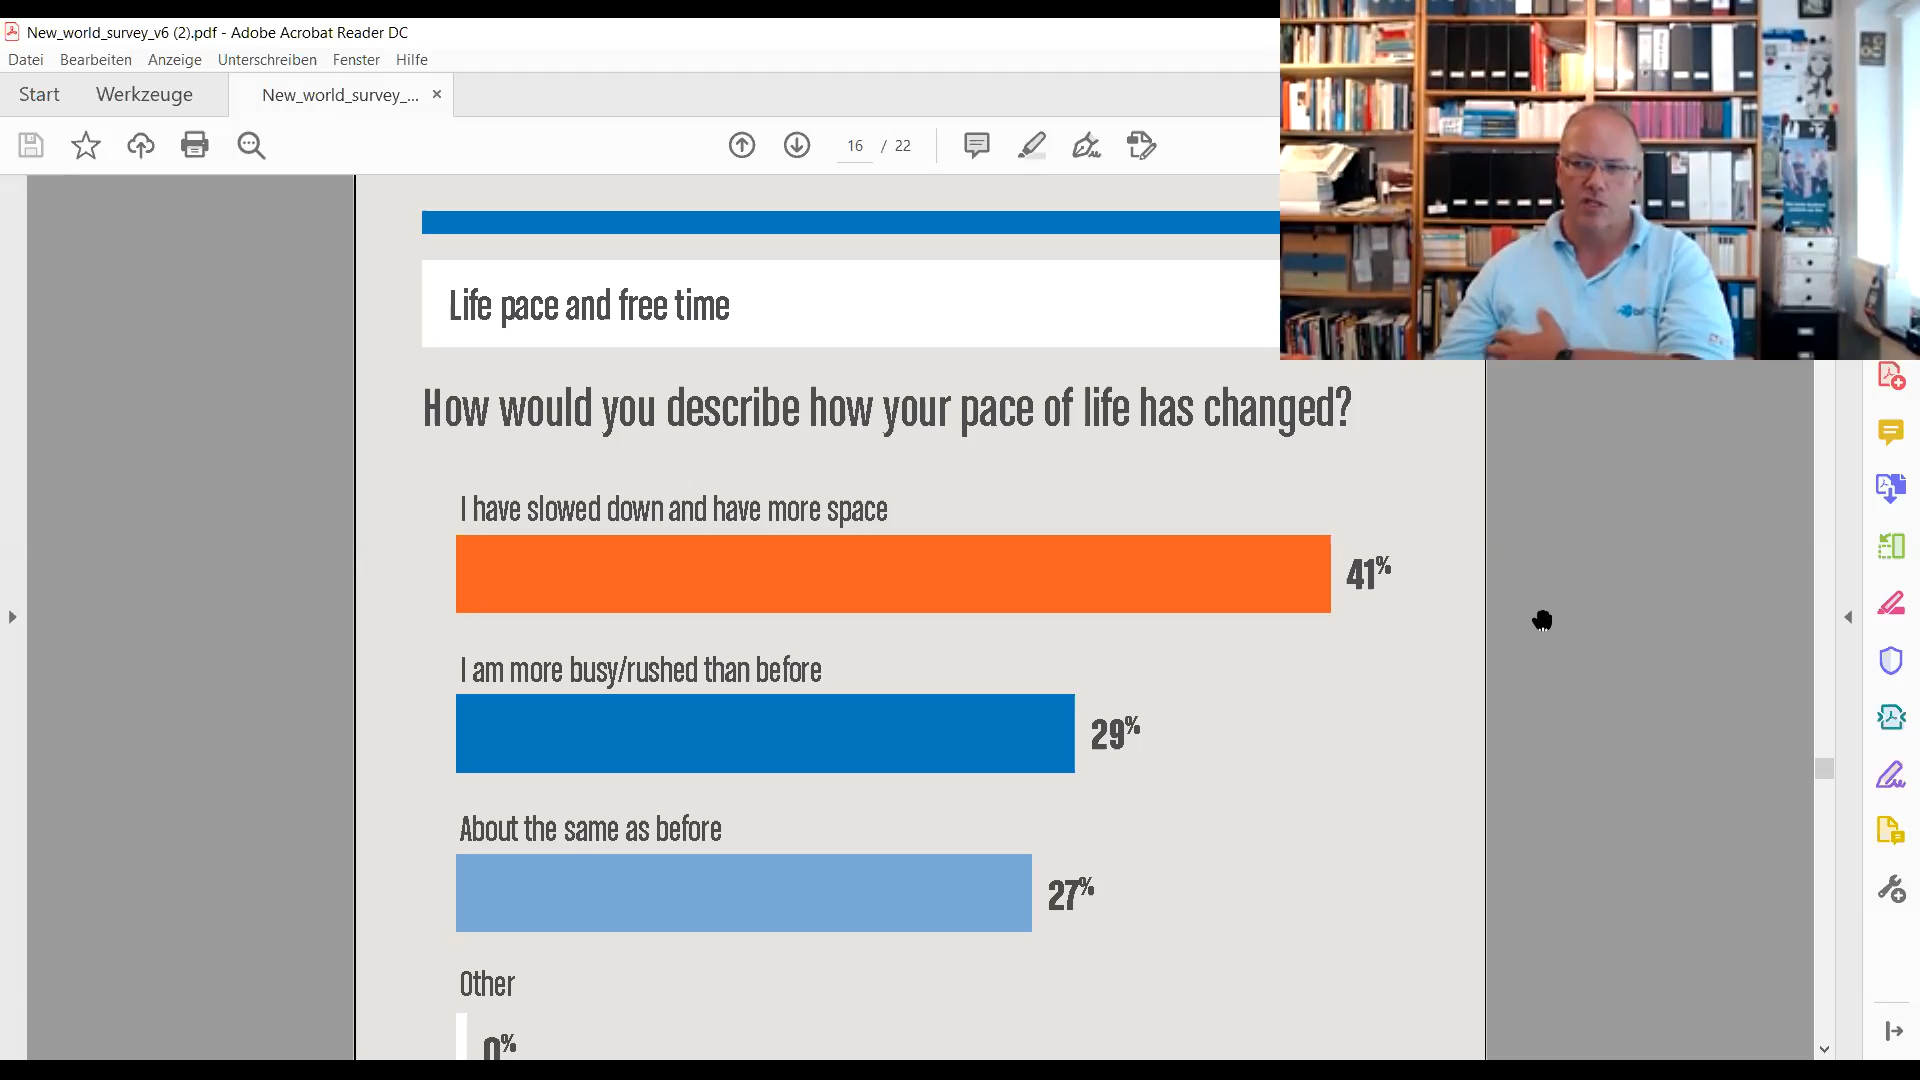 New_world_survey_v6 (2).pdf - Adobe Acrobat Reader DC
Datei Bearbeiten Anzeige Unterschreiben Fenster Hilfe
Start Werkzeuge New_world_survey_... ×
16 / 22
Life pace and free time
How would you describe how your pace of life has changed?
I have slowed down and have more space
41%
I am more busy/rushed than before
29%
About the same as before
27%
Other
0%